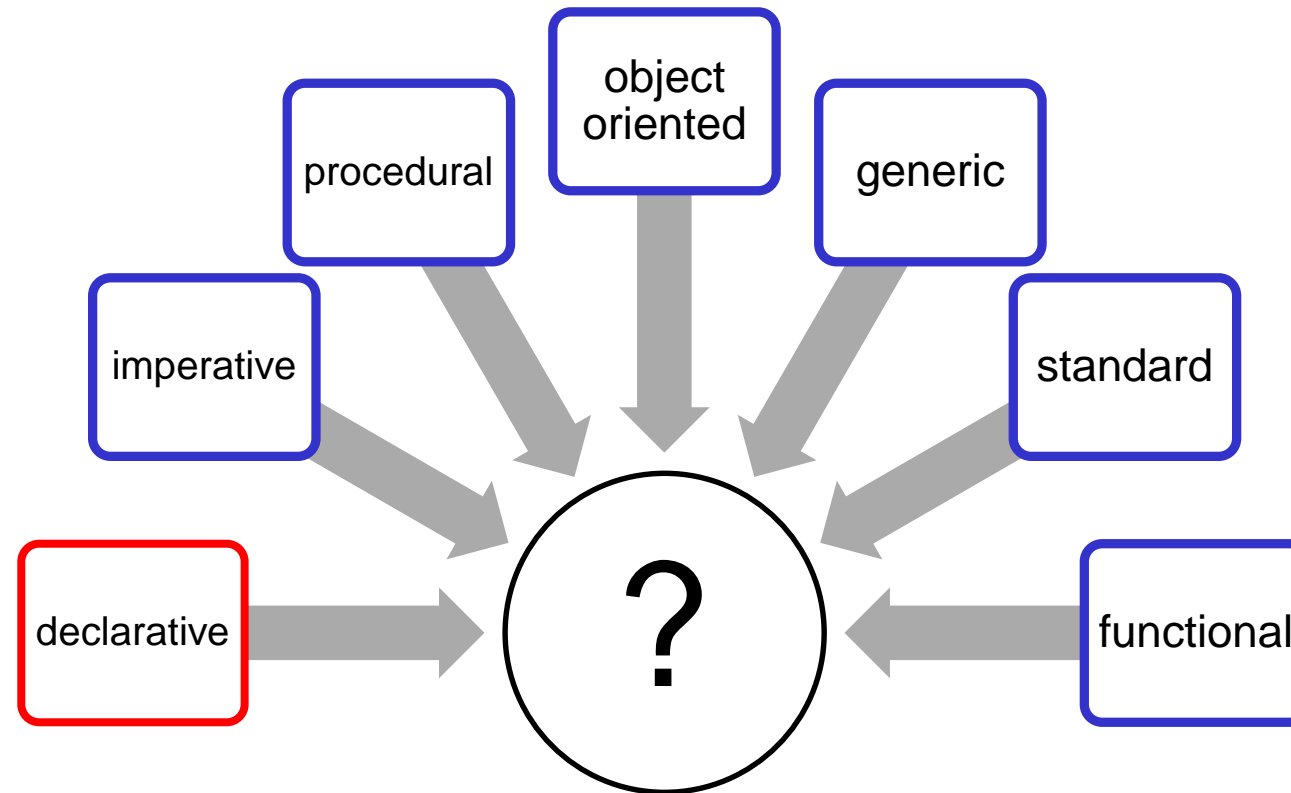 object
oriented
procedural
generic
imperative
standard
declarative
?
functional